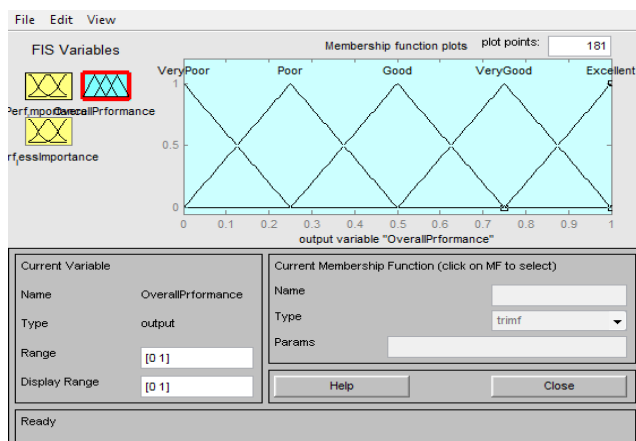 File Edit View
FIS Variables
Membership function plots plot points: 181
VeryPoor Poor Good VeryGood Excellent
1
0.5
0
0 0.1 0.2 0.3 0.4 0.5 0.6 0.7 0.8 0.9 1
output variable "OverallPrformance"
OverallPrformance
Current Variable
Name OverallPrformance
Type output
Range [0 1]
Display Range [0 1]
Current Membership Function (click on MF to select)
Name
Type trimf
Params
Help Close
Ready